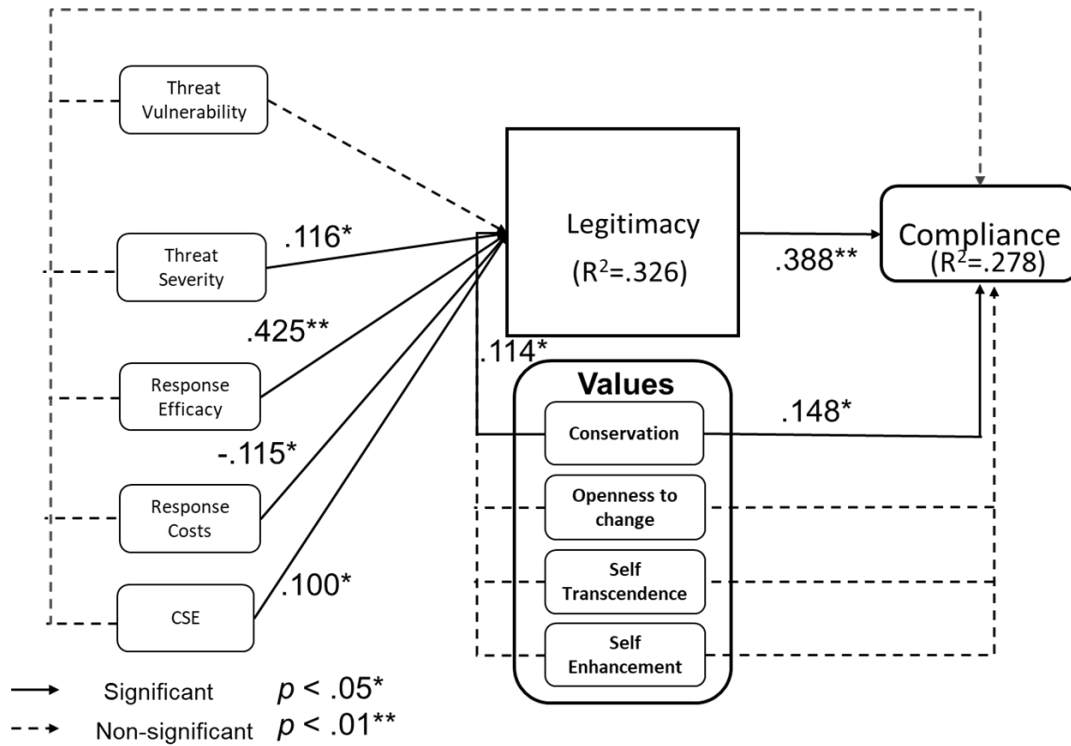 Threat
Vulnerability
Threat
Severity
.116*
Response
Efficacy
.425**
Response
Costs
-.115*
CSE
.100*
Legitimacy
(R²=.326)
.388**
Compliance
(R²=.278)
.114*
Values
Conservation
.148*
Openness to
change
Self
Transcendence
Self
Enhancement
Significant p < .05*
Non-significant p < .01**